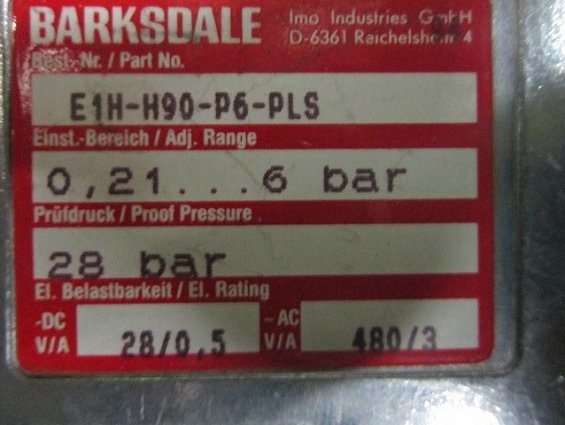 BARKSDALE Imo Industries GmbH
D-6361 Reichelsheim 4
Best.-Nr. / Part No.
E1H-H90-P6-PLS
Einst.-Bereich / Adj. Range
0,21...6 bar
Prüfdruck / Proof Pressure
28 bar
El. Belastbarkeit / El. Rating
-DC ~AC
V/A 28/0,5 V/A 480/3